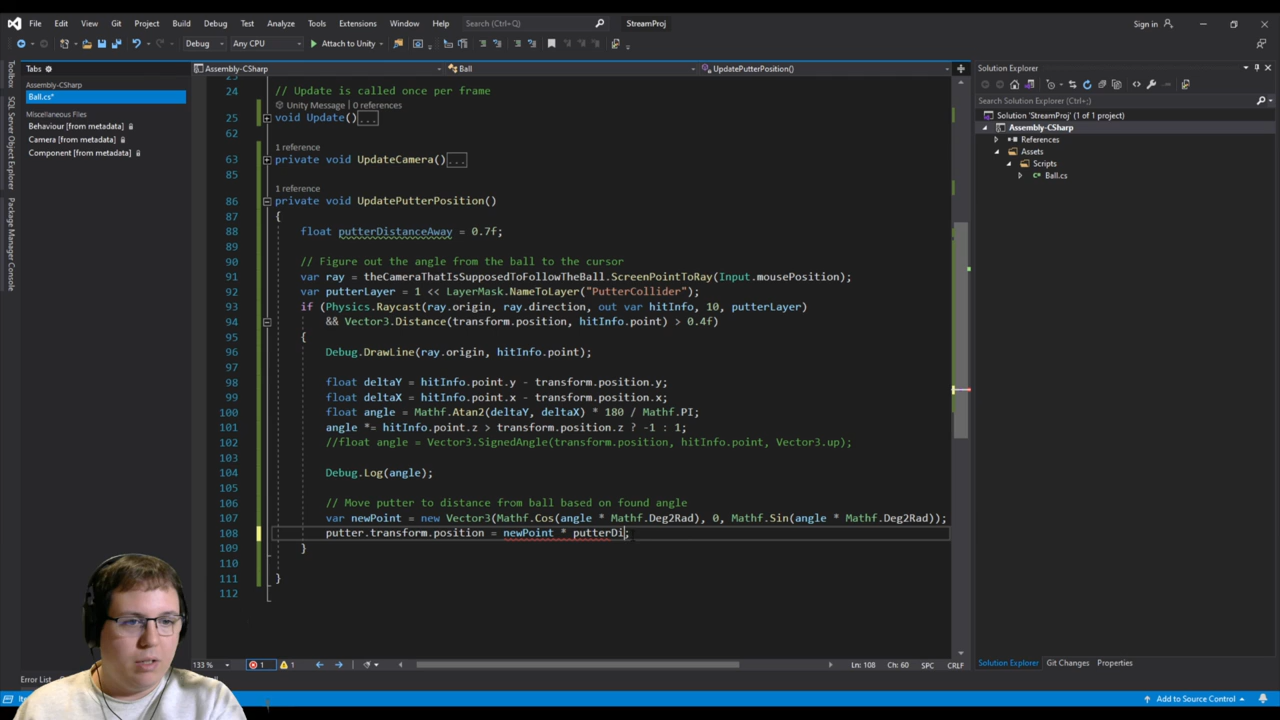 File Edit View Git Project Build Debug Test Analyze Tools Extensions Window Help Search (Ctrl+Q) StreamProj Sign in
Debug Any CPU Attach to Unity
Tabs
Assembly-CSharp
Ball.cs*
Miscellaneous Files
Behaviour [from metadata]
Camera [from metadata]
Component [from metadata]
Toolbox
SQL Server Object Explorer
Package Manager Console
Assembly-CSharp Ball UpdatePutterPosition()
24 // Update is called once per frame
Unity Message | 0 references
25 void Update()...
62
1 reference
63 private void UpdateCamera()...
85
1 reference
86 private void UpdatePutterPosition()
87 {
88 float putterDistanceAway = 0.7f;
89
90 // Figure out the angle from the ball to the cursor
91 var ray = theCameraThatIsSupposedToFollowTheBall.ScreenPointToRay(Input.mousePosition);
92 var putterLayer = 1 << LayerMask.NameToLayer("PutterCollider");
93 if (Physics.Raycast(ray.origin, ray.direction, out var hitInfo, 10, putterLayer)
94 && Vector3.Distance(transform.position, hitInfo.point) > 0.4f)
95 {
96 Debug.DrawLine(ray.origin, hitInfo.point);
97
98 float deltaY = hitInfo.point.y - transform.position.y;
99 float deltaX = hitInfo.point.x - transform.position.x;
100 float angle = Mathf.Atan2(deltaY, deltaX) * 180 / Mathf.PI;
101 angle *= hitInfo.point.z > transform.position.z ? -1 : 1;
102 //float angle = Vector3.SignedAngle(transform.position, hitInfo.point, Vector3.up);
103
104 Debug.Log(angle);
105
106 // Move putter to distance from ball based on found angle
107 var newPoint = new Vector3(Mathf.Cos(angle * Mathf.Deg2Rad), 0, Mathf.Sin(angle * Mathf.Deg2Rad));
108 putter.transform.position = newPoint * putterDi;
109 }
110
111 }
112
133 % 1 1 Ln: 108 Ch: 60 SPC CRLF
Error List
Add to Source Control
Solution Explorer
Search Solution Explorer (Ctrl+;)
Solution 'StreamProj' (1 of 1 project)
Assembly-CSharp
References
Assets
Scripts
Ball.cs
Solution Explorer Git Changes Properties